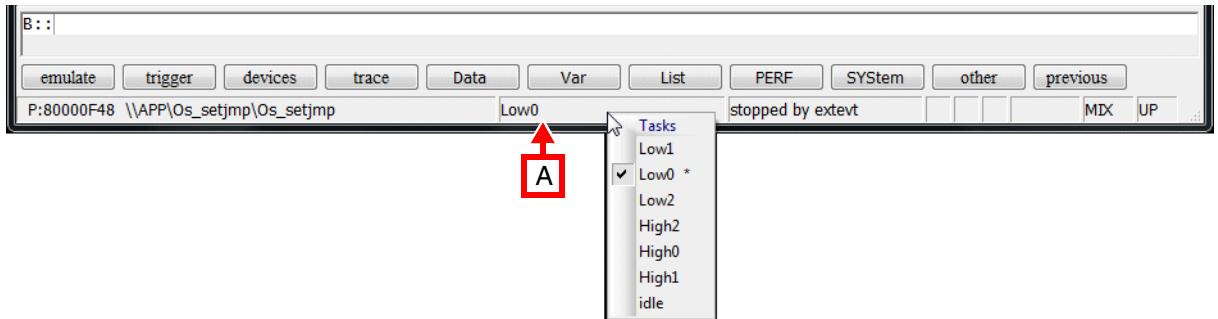 B::
emulate trigger devices trace Data Var List PERF SYStem other previous
P:80000F48 \\APP\Os_setjmp\Os_setjmp Low0 stopped by extevt MIX UP
A
Tasks
Low1
Low0 *
Low2
High2
High0
High1
idle